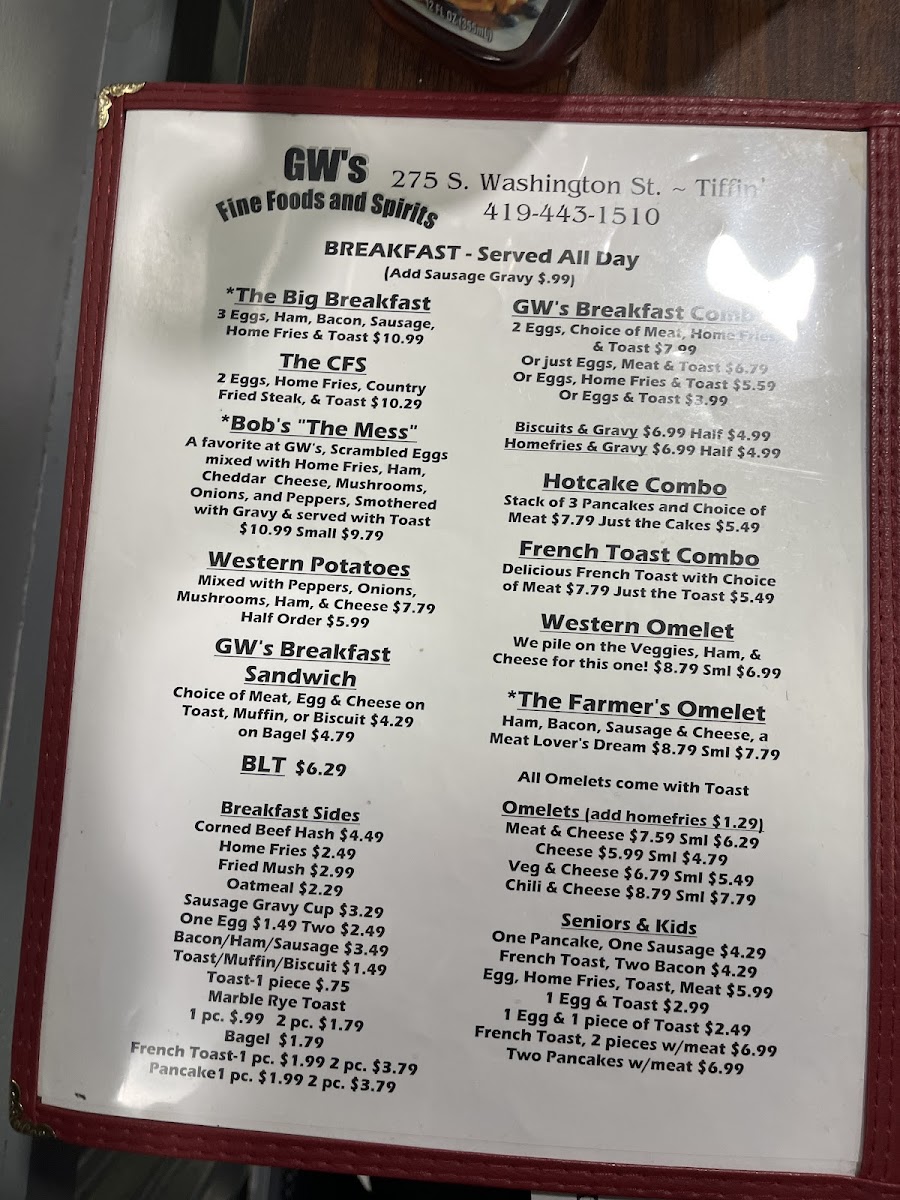 12 FL OZ (355mL)
GW's
Fine Foods and Spirits
275 S. Washington St. ~ Tiffin
419-443-1510
BREAKFAST - Served All Day
(Add Sausage Gravy $.99)
*The Big Breakfast
3 Eggs, Ham, Bacon, Sausage,
Home Fries & Toast $10.99
The CFS
2 Eggs, Home Fries, Country
Fried Steak, & Toast $10.29
*Bob's "The Mess"
A favorite at GW's, Scrambled Eggs
mixed with Home Fries, Ham,
Cheddar Cheese, Mushrooms,
Onions, and Peppers, Smothered
with Gravy & served with Toast
$10.99 Small $9.79
Western Potatoes
Mixed with Peppers, Onions,
Mushrooms, Ham, & Cheese $7.79
Half Order $5.99
GW's Breakfast
Sandwich
Choice of Meat, Egg & Cheese on
Toast, Muffin, or Biscuit $4.29
on Bagel $4.79
BLT $6.29
Breakfast Sides
Corned Beef Hash $4.49
Home Fries $2.49
Fried Mush $2.99
Oatmeal $2.29
Sausage Gravy Cup $3.29
One Egg $1.49 Two $2.49
Bacon/Ham/Sausage $3.49
Toast/Muffin/Biscuit $1.49
Toast-1 piece $.75
Marble Rye Toast
1 pc. $.99 2 pc. $1.79
Bagel $1.79
French Toast-1 pc. $1.99 2 pc. $3.79
Pancake1 pc. $1.99 2 pc. $3.79
GW's Breakfast Combo
2 Eggs, Choice of Meat, Home Fries
& Toast $7.99
Or just Eggs, Meat & Toast $6.79
Or Eggs, Home Fries & Toast $5.59
Or Eggs & Toast $3.99
Biscuits & Gravy $6.99 Half $4.99
Homefries & Gravy $6.99 Half $4.99
Hotcake Combo
Stack of 3 Pancakes and Choice of
Meat $7.79 Just the Cakes $5.49
French Toast Combo
Delicious French Toast with Choice
of Meat $7.79 Just the Toast $5.49
Western Omelet
We pile on the Veggies, Ham, &
Cheese for this one! $8.79 Sml $6.99
*The Farmer's Omelet
Ham, Bacon, Sausage & Cheese, a
Meat Lover's Dream $8.79 Sml $7.79
All Omelets come with Toast
Omelets (add homefries $1.29)
Meat & Cheese $7.59 Sml $6.29
Cheese $5.99 Sml $4.79
Veg & Cheese $6.79 Sml $5.49
Chili & Cheese $8.79 Sml $7.79
Seniors & Kids
One Pancake, One Sausage $4.29
French Toast, Two Bacon $4.29
Egg, Home Fries, Toast, Meat $5.99
1 Egg & Toast $2.99
1 Egg & 1 piece of Toast $2.49
French Toast, 2 pieces w/meat $6.99
Two Pancakes w/meat $6.99